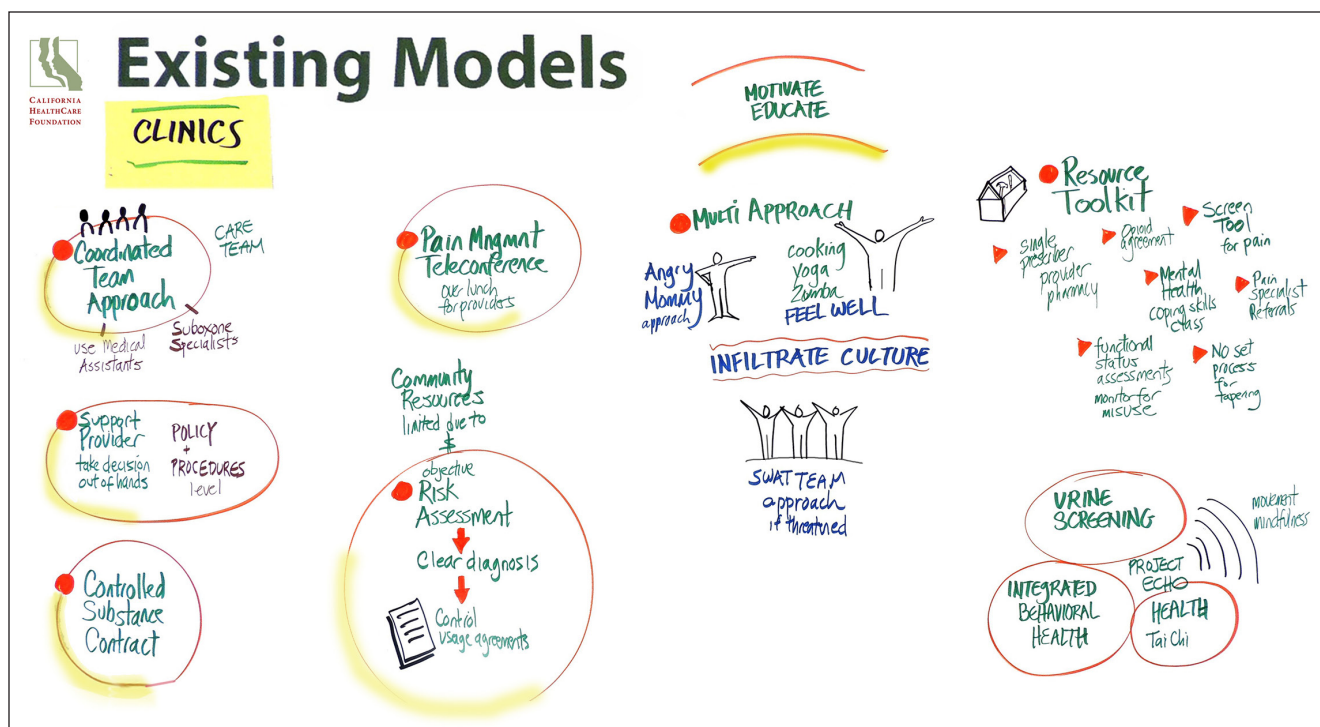 Existing Models
CALIFORNIA
HEALTHCARE
FOUNDATION
CLINICS
Coordinated
Team
Approach
CARE
TEAM
use Medical
Assistants
Suboxone
Specialists
Support
Provider
take decision
out of hands
POLICY
+
PROCEDURES
level
Controlled
Substance
Contract
Pain Mngmnt
Teleconference
over lunch
for providers
Community
Resources
limited due to
$
objective
Risk
Assessment
Clear diagnosis
Control
usage agreements
MOTIVATE
EDUCATE
MULTI APPROACH
Angry
Mommy
approach
cooking
yoga
Zumba
FEEL WELL
INFILTRATE CULTURE
SWAT TEAM
approach
if threatened
Resource
Toolkit
single
prescriber
provider
pharmacy
Opioid
agreement
Screen
Tool
for pain
Mental
Health
coping skills
class
Pain
specialist
Referrals
functional
status
assessments
monitor for
misuse
No set
process
for
tapering
URINE
SCREENING
movement
mindfulness
PROJECT
ECHO
INTEGRATED
BEHAVIORAL
HEALTH
HEALTH
Tai Chi